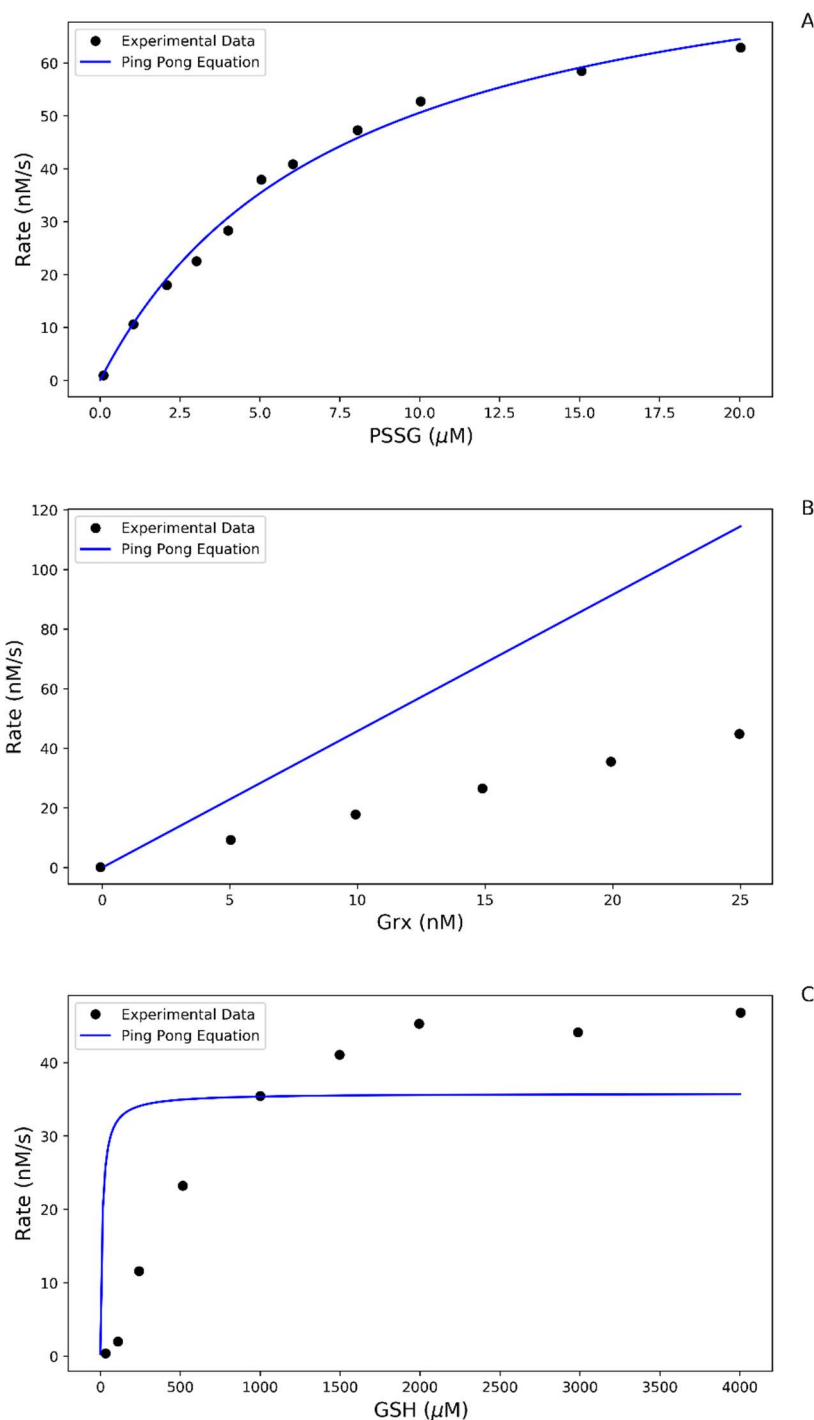 A
Experimental Data
Ping Pong Equation
60
50
40
30
20
10
0
Rate (nM/s)
0.0 2.5 5.0 7.5 10.0 12.5 15.0 17.5 20.0
PSSG (μM)
B
Experimental Data
Ping Pong Equation
120
100
80
60
40
20
0
Rate (nM/s)
0 5 10 15 20 25
Grx (nM)
C
Experimental Data
Ping Pong Equation
40
30
20
10
0
Rate (nM/s)
0 500 1000 1500 2000 2500 3000 3500 4000
GSH (μM)